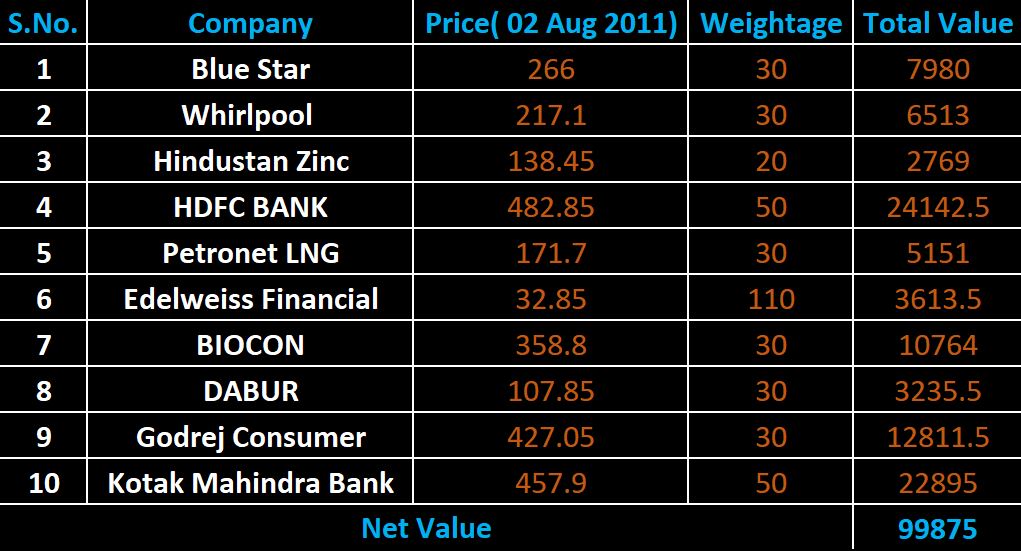 S.No. Company Price( 02 Aug 2011) Weightage Total Value
1 Blue Star 266 30 7980
2 Whirlpool 217.1 30 6513
3 Hindustan Zinc 138.45 20 2769
4 HDFC BANK 482.85 50 24142.5
5 Petronet LNG 171.7 30 5151
6 Edelweiss Financial 32.85 110 3613.5
7 BIOCON 358.8 30 10764
8 DABUR 107.85 30 3235.5
9 Godrej Consumer 427.05 30 12811.5
10 Kotak Mahindra Bank 457.9 50 22895
Net Value 99875